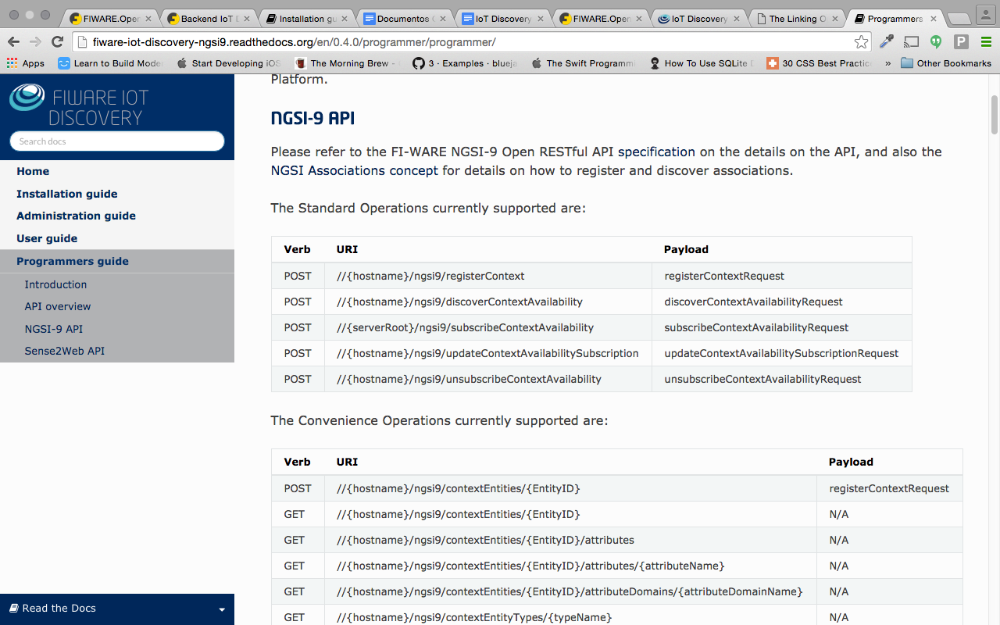 FIWARE.Open
Backend IoT D
Installation gu
Documentos
IoT Discovery
FIWARE.Open
IoT Discovery
The Linking O
Programmers
fiware-iot-discovery-ngsi9.readthedocs.org/en/0.4.0/programmer/programmer/
Apps
Learn to Build Moder
Start Developing iOS
The Morning Brew -
3 · Examples · blueje
The Swift Programm
How To Use SQLite
30 CSS Best Practic
»
Other Bookmarks
FIWARE IOT
DISCOVERY
Search docs
Home
Installation guide
Administration guide
User guide
Programmers guide
Introduction
API overview
NGSI-9 API
Sense2Web API
Read the Docs
Platform.
NGSI-9 API
Please refer to the FI-WARE NGSI-9 Open RESTful API specification on the details on the API, and also the
NGSI Associations concept for details on how to register and discover associations.
The Standard Operations currently supported are:
Verb URI Payload
POST //{hostname}/ngsi9/registerContext registerContextRequest
POST //{hostname}/ngsi9/discoverContextAvailability discoverContextAvailabilityRequest
POST //{serverRoot}/ngsi9/subscribeContextAvailability subscribeContextAvailabilityRequest
POST //{hostname}/ngsi9/updateContextAvailabilitySubscription updateContextAvailabilitySubscriptionRequest
POST //{hostname}/ngsi9/unsubscribeContextAvailability unsubscribeContextAvailabilityRequest
The Convenience Operations currently supported are:
Verb URI Payload
POST //{hostname}/ngsi9/contextEntities/{EntityID} registerContextRequest
GET //{hostname}/ngsi9/contextEntities/{EntityID} N/A
GET //{hostname}/ngsi9/contextEntities/{EntityID}/attributes N/A
GET //{hostname}/ngsi9/contextEntities/{EntityID}/attributes/{attributeName} N/A
GET //{hostname}/ngsi9/contextEntities/{EntityID}/attributeDomains/{attributeDomainName} N/A
GET //{hostname}/ngsi9/contextEntityTypes/{typeName} N/A